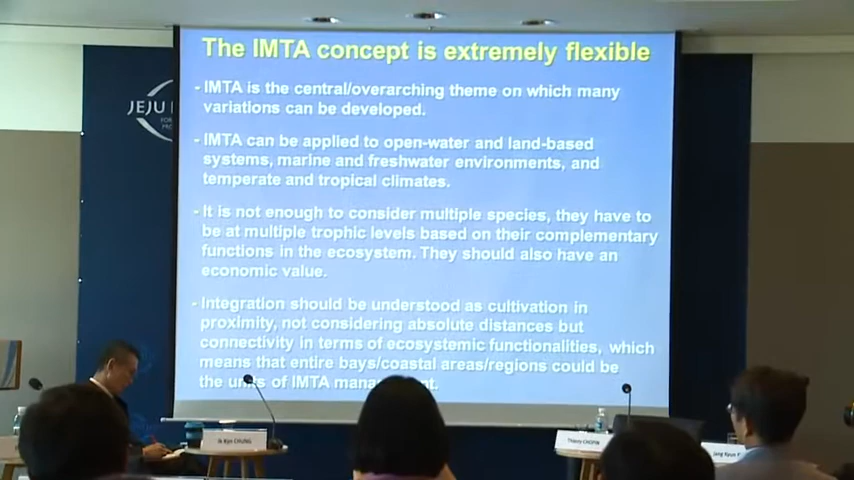 The IMTA concept is extremely flexible
- IMTA is the central/overarching theme on which many
variations can be developed.
- IMTA can be applied to open-water and land-based
systems, marine and freshwater environments, and
temperate and tropical climates.
- It is not enough to consider multiple species, they have to
be at multiple trophic levels based on their complementary
functions in the ecosystem. They should also have an
economic value.
- Integration should be understood as cultivation in
proximity, not considering absolute distances but
connectivity in terms of ecosystemic functionalities, which
means that entire bays/coastal areas/regions could be
the units of IMTA
JEJU
Ik Kyo CHUNG
Thierry CHOPIN